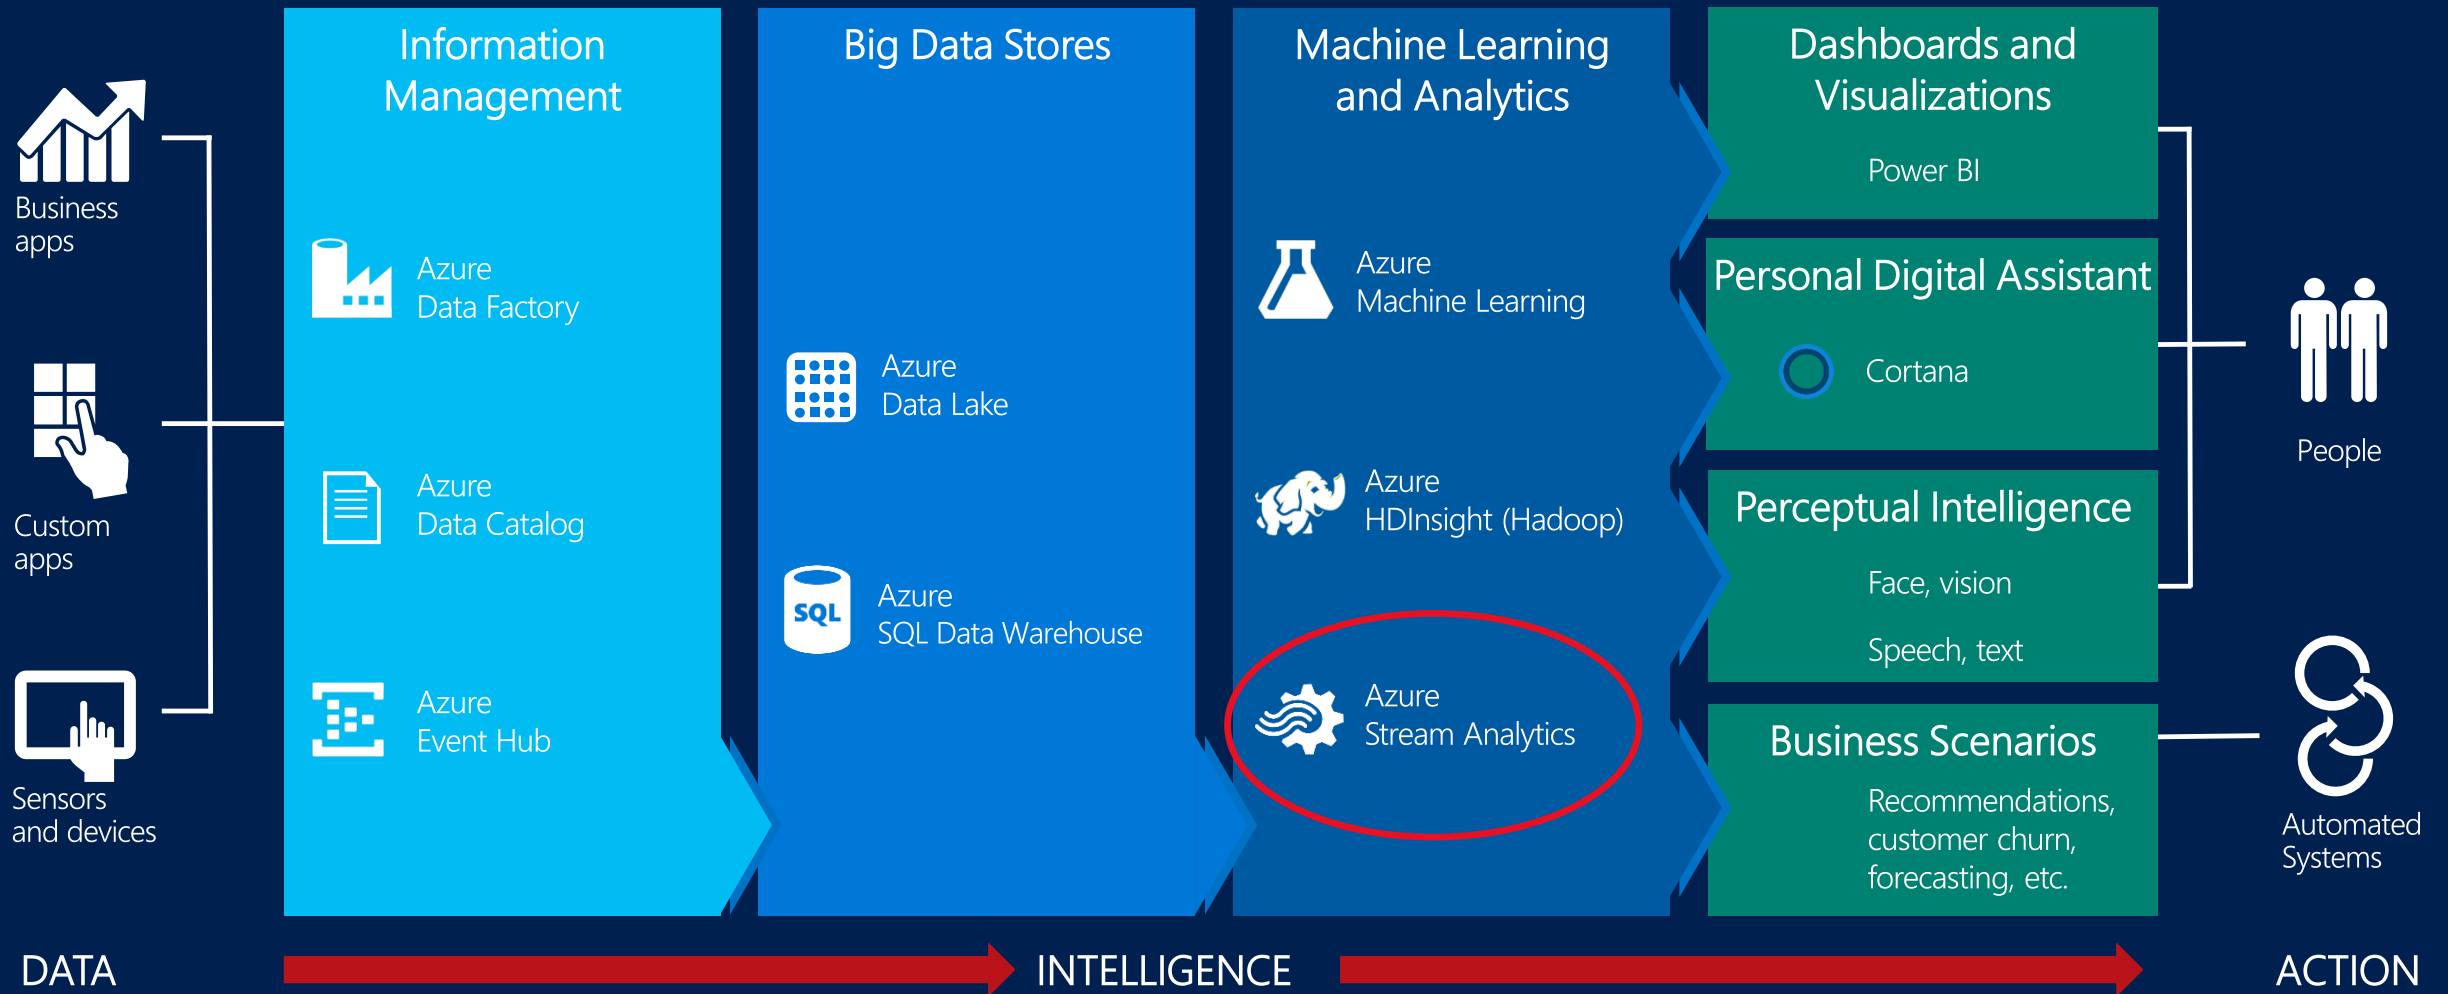 Business
apps
Custom
apps
Sensors
and devices
Information
Management
Azure
Data Factory
Azure
Data Catalog
Azure
Event Hub
Big Data Stores
Azure
Data Lake
SQL
Azure
SQL Data Warehouse
Machine Learning
and Analytics
Azure
Machine Learning
Azure
HDInsight (Hadoop)
Azure
Stream Analytics
Dashboards and
Visualizations
Power BI
Personal Digital Assistant
Cortana
Perceptual Intelligence
Face, vision
Speech, text
Business Scenarios
Recommendations,
customer churn,
forecasting, etc.
People
Automated
Systems
DATA
INTELLIGENCE
ACTION